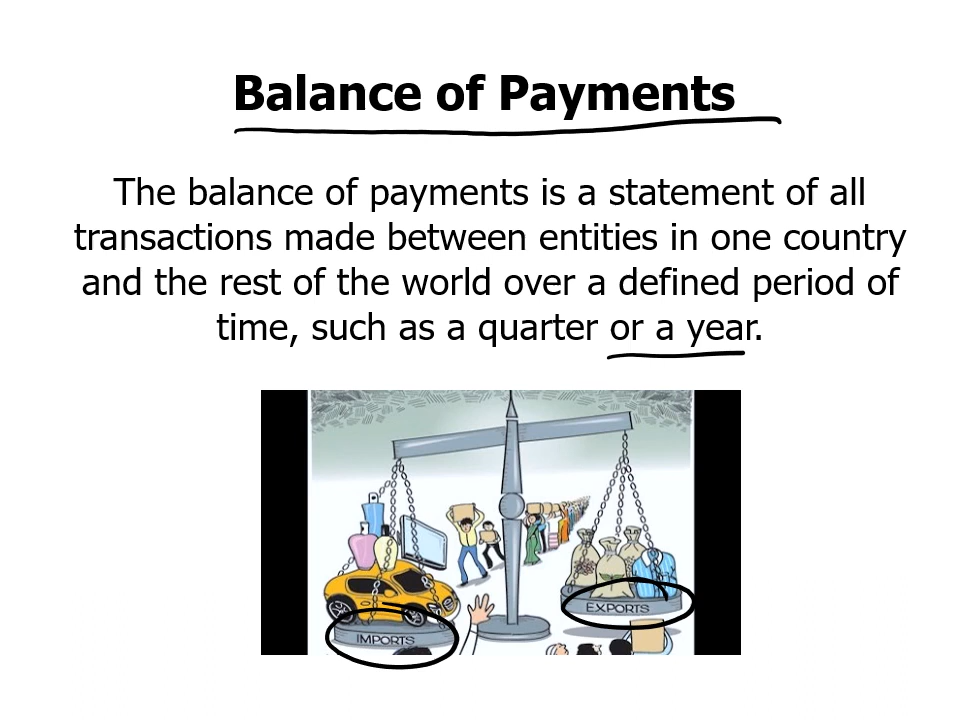 Balance of Payments
The balance of payments is a statement of all
transactions made between entities in one country
and the rest of the world over a defined period of
time, such as a quarter or a year.
EXPORTS
IMPORTS